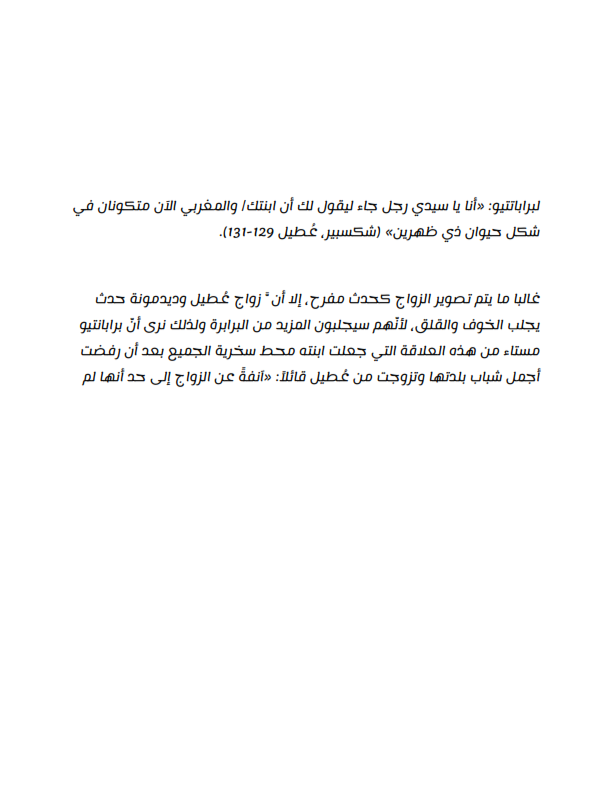 لبراباتتيو: «أنا يا سيدي رجل جاء ليقول لك أن ابنتك/ والمغربي الآن متكونان في
شكل حيوان ذي ظهرين» (شكسبير، عُطيل 129-131).
غالبا ما يتم تصوير الزواج كحدث مفرح، إلا أن ّ زواج عُطيل وديدمونة حدث
يجلب الخوف والقلق، لأنّهم سيجلبون المزيد من البرابرة ولذلك نرى أنّ برابانتيو
مستاء من هذه العلاقة التي جعلت ابنته محط سخرية الجميع بعد أن رفضت
أجمل شباب بلدتها وتزوجت من عُطيل قائلاً: «آنفةً عن الزواج إلى حد أنها لم